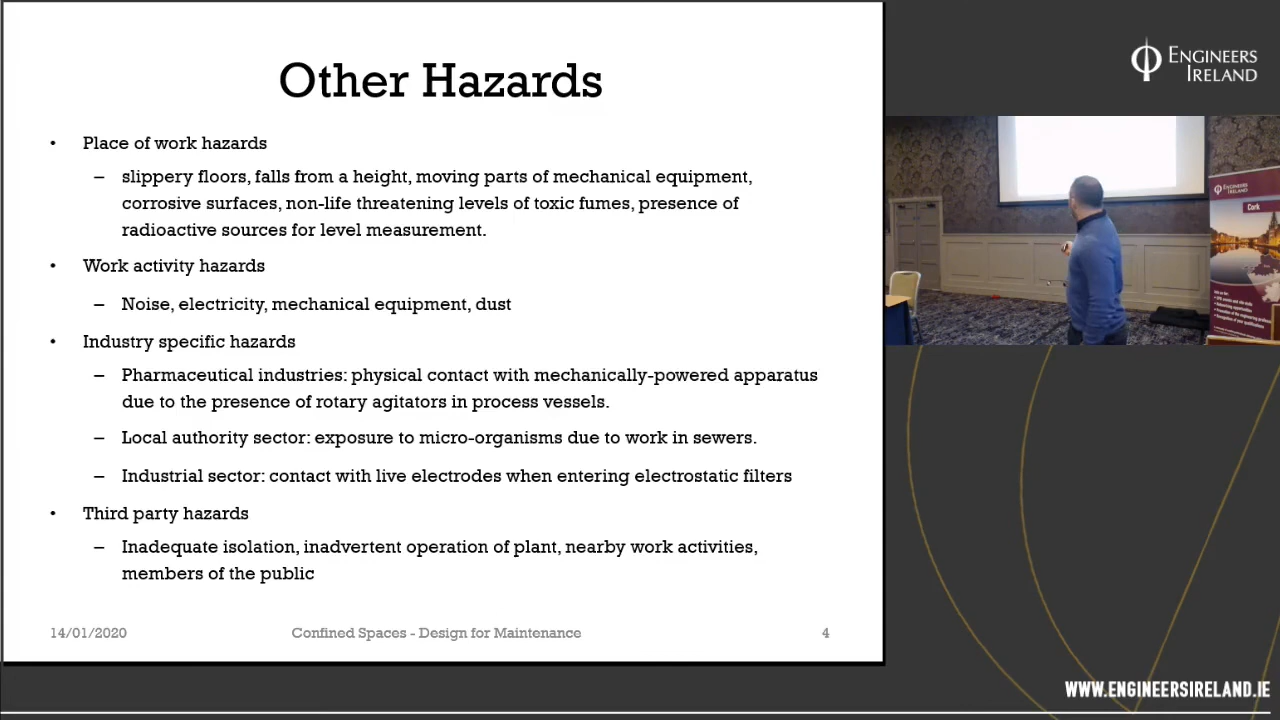 Other Hazards
• Place of work hazards
– slippery floors, falls from a height, moving parts of mechanical equipment,
corrosive surfaces, non-life threatening levels of toxic fumes, presence of
radioactive sources for level measurement.
• Work activity hazards
– Noise, electricity, mechanical equipment, dust
• Industry specific hazards
– Pharmaceutical industries: physical contact with mechanically-powered apparatus
due to the presence of rotary agitators in process vessels.
– Local authority sector: exposure to micro-organisms due to work in sewers.
– Industrial sector: contact with live electrodes when entering electrostatic filters
• Third party hazards
– Inadequate isolation, inadvertent operation of plant, nearby work activities,
members of the public
14/01/2020
Confined Spaces - Design for Maintenance
4
ENGINEERS
IRELAND
ENGINEERS
IRELAND
Cork
WWW.ENGINEERSIRELAND.IE